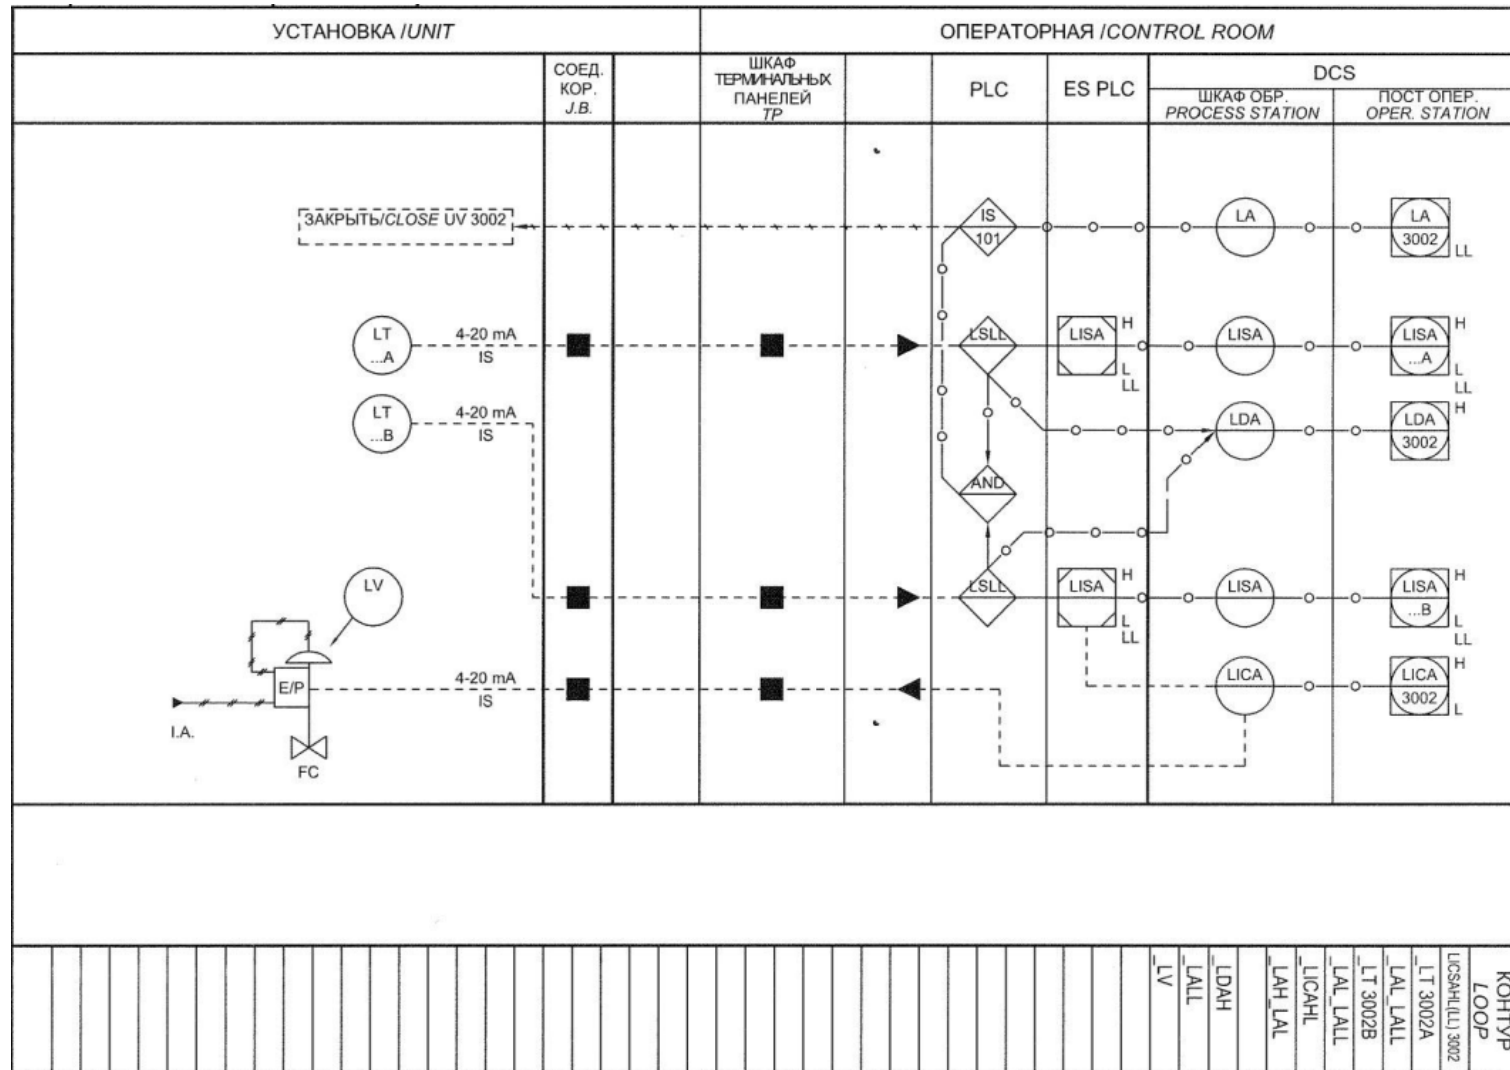 УСТАНОВКА /UNIT
ОПЕРАТОРНАЯ /CONTROL ROOM
СОЕД.
КОР.
J.B.
ШКАФ
ТЕРМИНАЛЬНЫХ
ПАНЕЛЕЙ
TP
PLC
ES PLC
DCS
ШКАФ ОБР.
PROCESS STATION
ПОСТ ОПЕР.
OPER. STATION
ЗАКРЫТЬ/CLOSE UV 3002
IS
101
LA
LA
3002
LL
LT
...A
4-20 mA
IS
LSLL
LISA
H
L
LL
LISA
LISA
...A
H
L
LL
LT
...B
4-20 mA
IS
LDA
LDA
3002
H
AND
LV
LSLL
LISA
H
L
LL
LISA
LISA
...B
H
L
LL
E/P
4-20 mA
IS
LICA
LICA
3002
H
L
I.A.
FC
КОНТУР
LOOP
LICSAHL(LL) 3002
_LT 3002A
_LAL_LALL
_LT 3002B
_LAL_LALL
_LICAHL
_LAH_LAL
_LDAH
_LALL
_LV